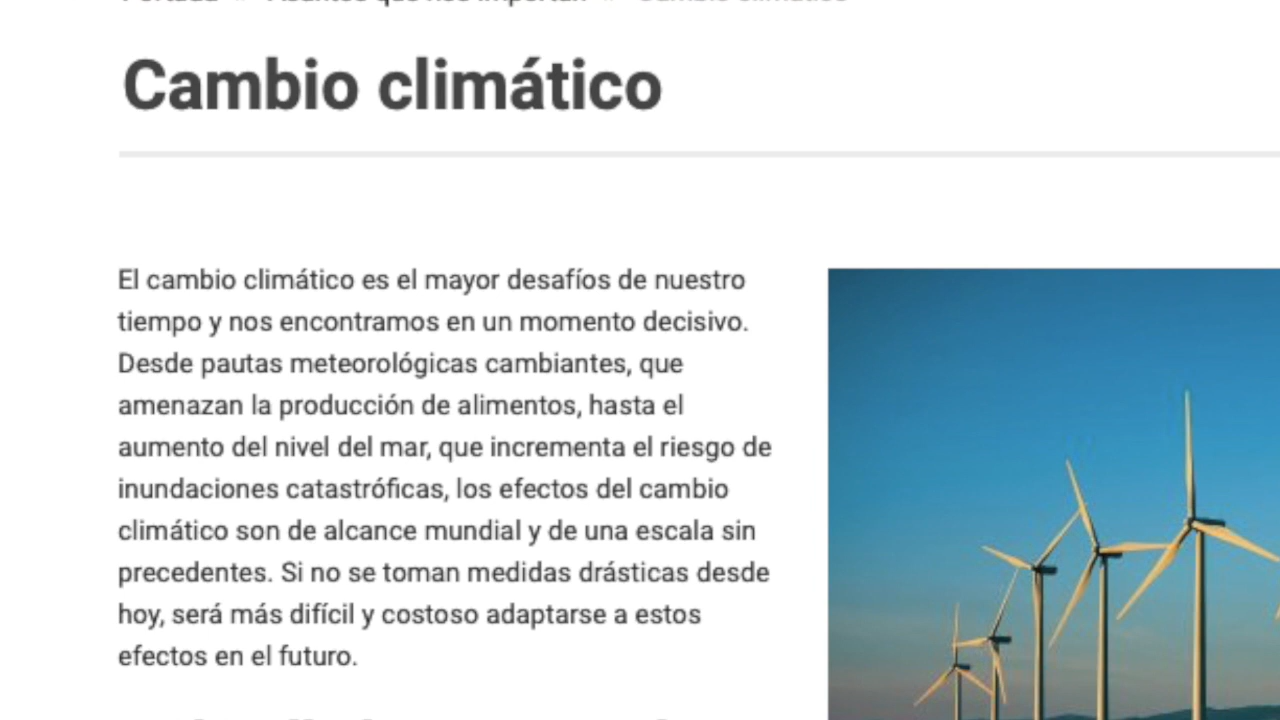 Cambio climático
El cambio climático es el mayor desafíos de nuestro
tiempo y nos encontramos en un momento decisivo.
Desde pautas meteorológicas cambiantes, que
amenazan la producción de alimentos, hasta el
aumento del nivel del mar, que incrementa el riesgo de
inundaciones catastróficas, los efectos del cambio
climático son de alcance mundial y de una escala sin
precedentes. Si no se toman medidas drásticas desde
hoy, será más difícil y costoso adaptarse a estos
efectos en el futuro.